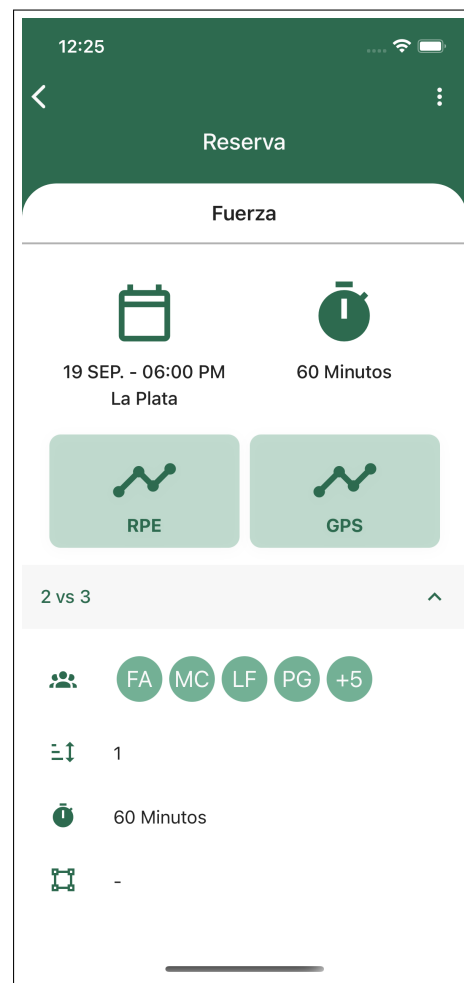 12:25
Reserva
Fuerza
19 SEP. - 06:00 PM
La Plata
60 Minutos
RPE
GPS
2 vs 3
FA MC LF PG +5
1
60 Minutos
-